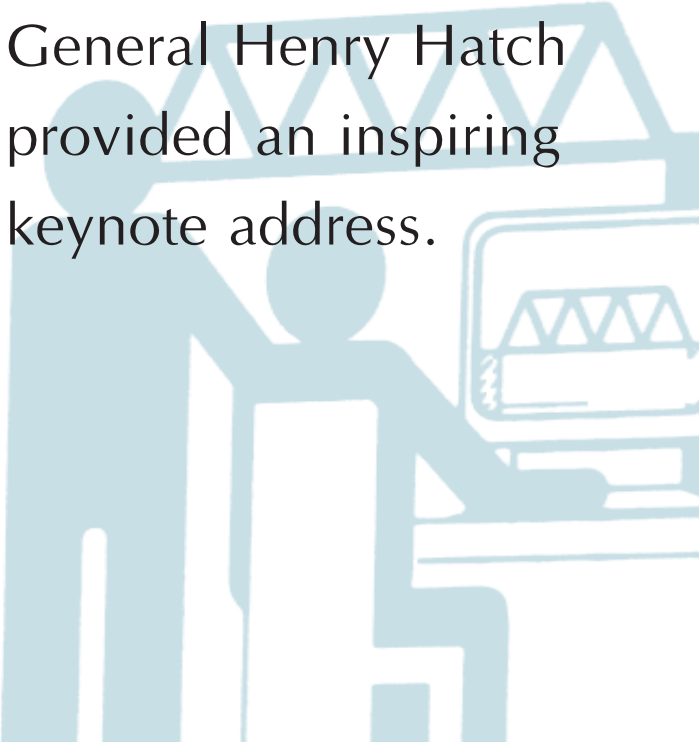 General Henry Hatch
provided an inspiring
keynote address.